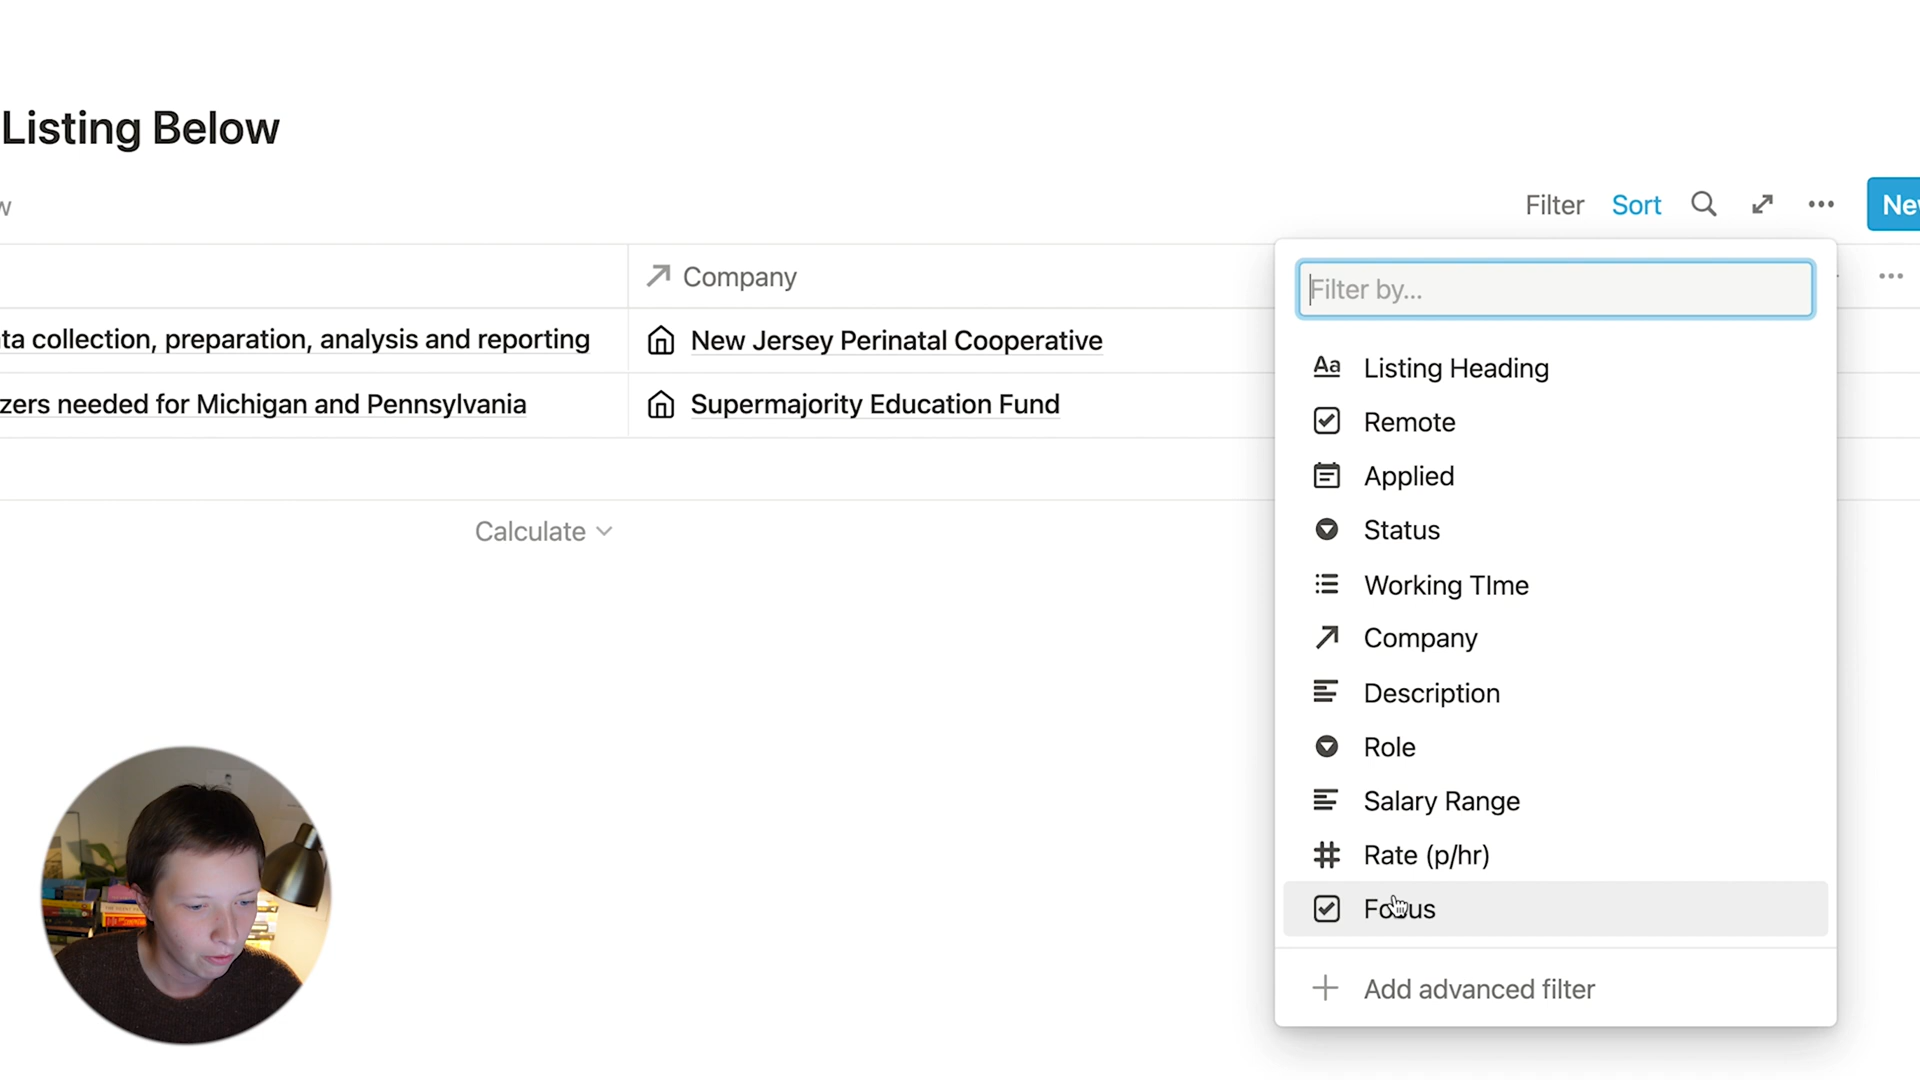 Listing Below
Filter Sort
Company
ta collection, preparation, analysis and reporting
New Jersey Perinatal Cooperative
zers needed for Michigan and Pennsylvania
Supermajority Education Fund
Calculate
Filter by...
Aa Listing Heading
Remote
Applied
Status
Working TIme
Company
Description
Role
Salary Range
Rate (p/hr)
Focus
Add advanced filter